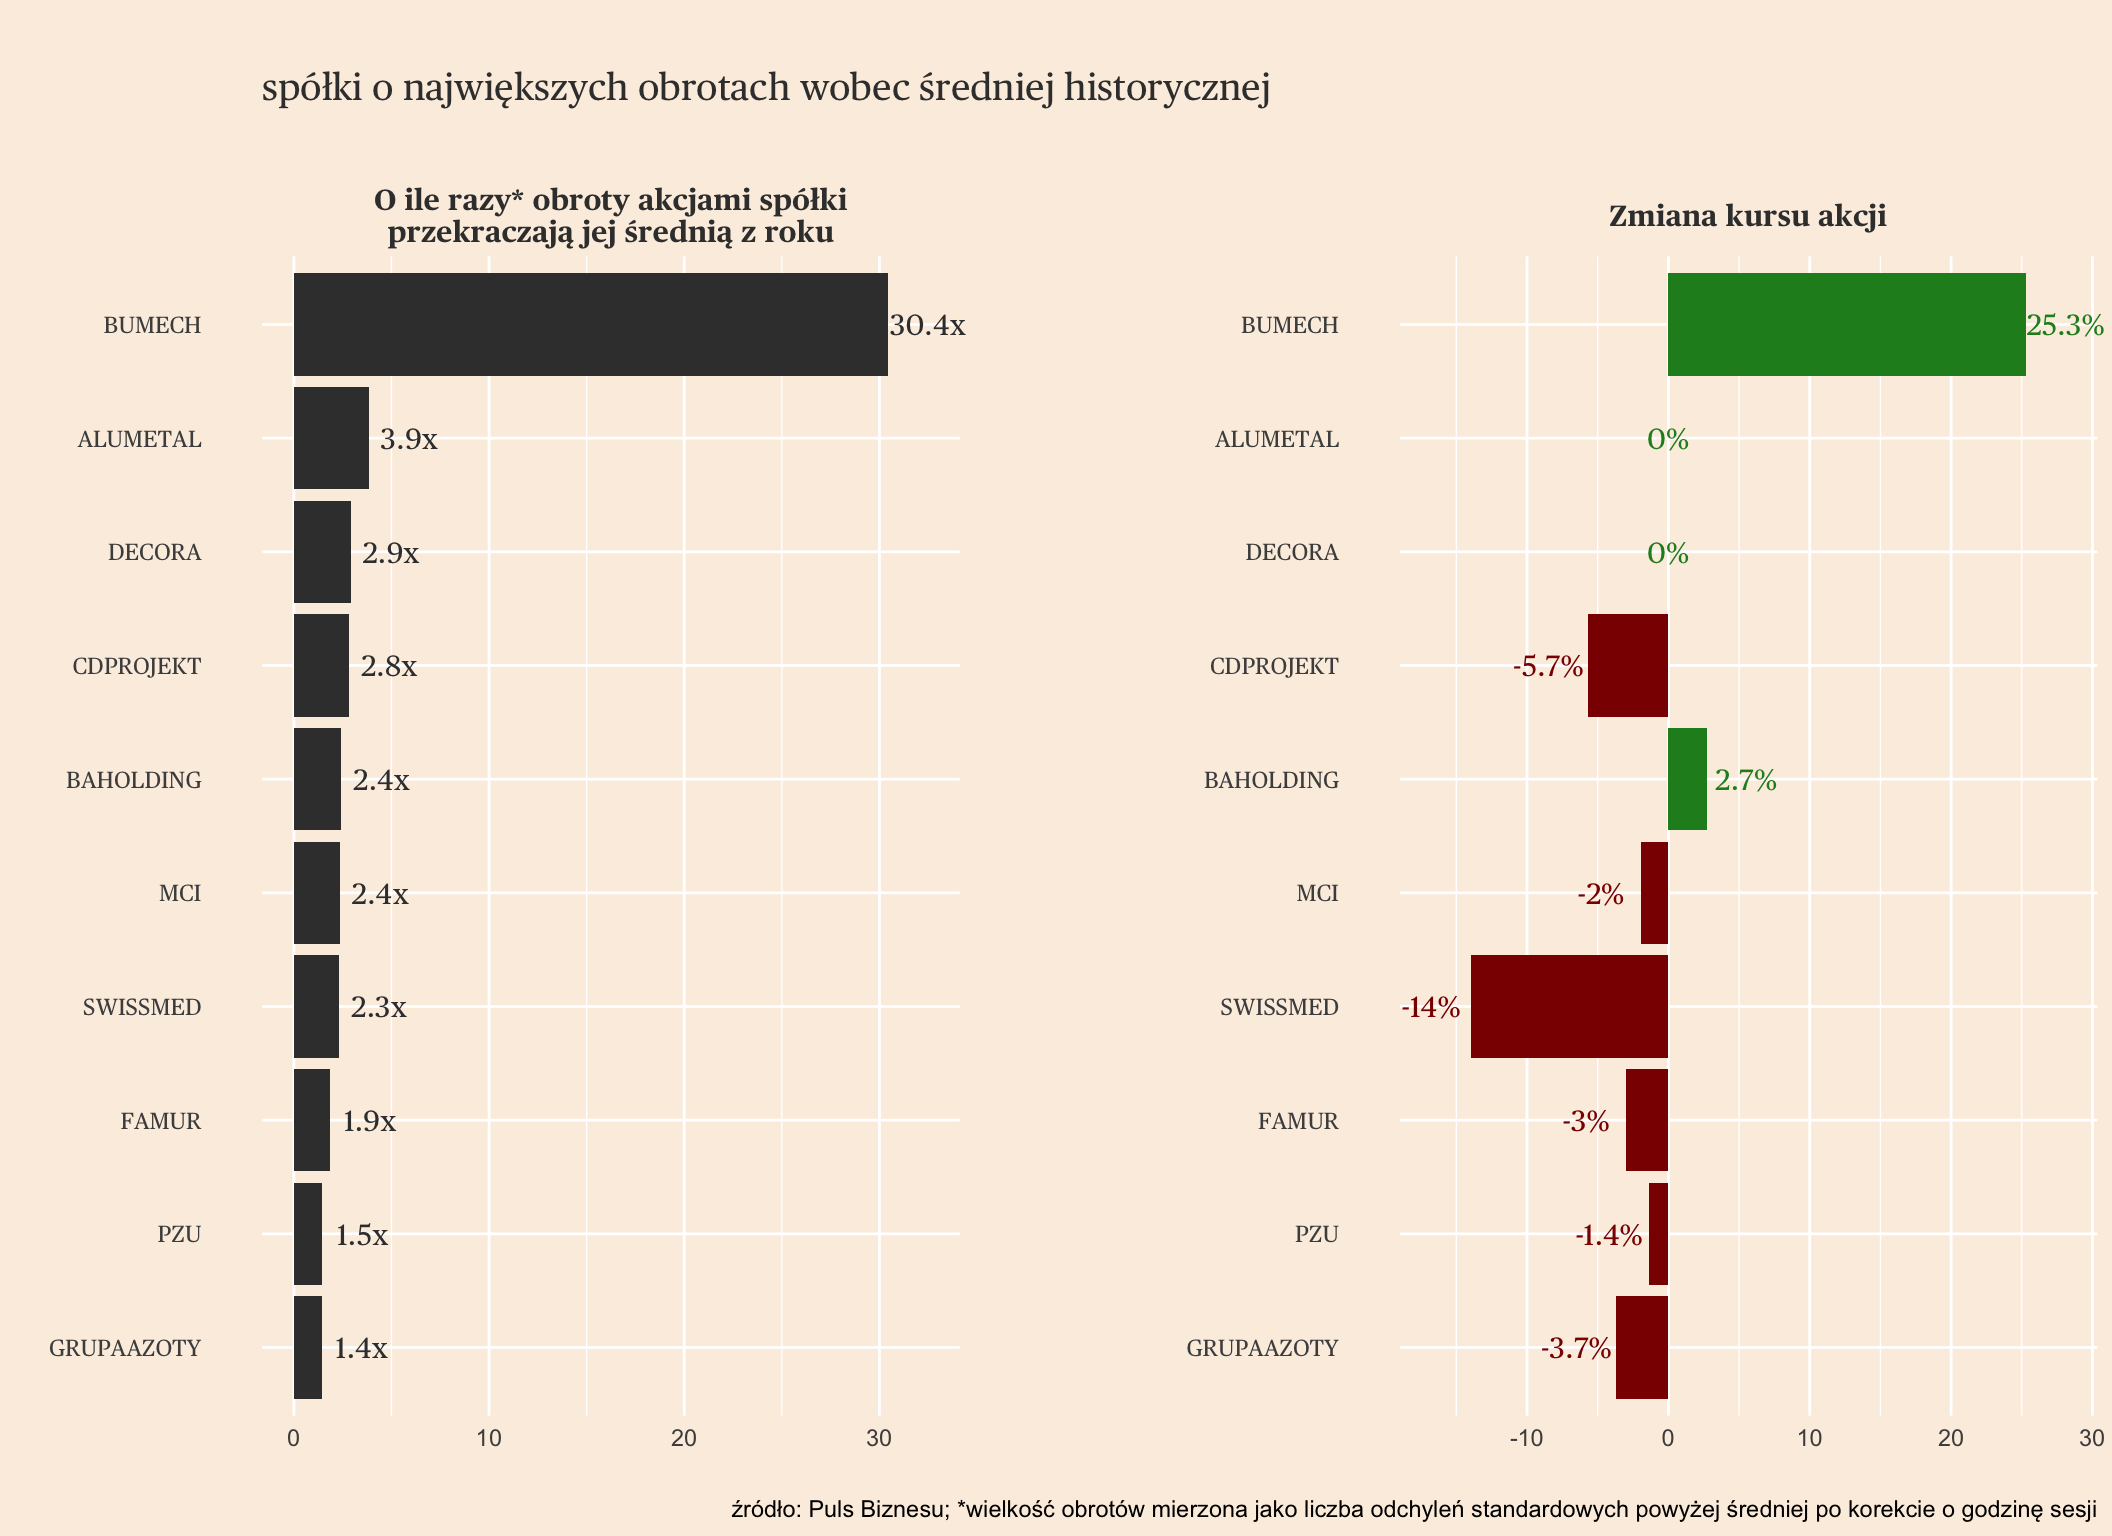 spółki o największych obrotach wobec średniej historycznej
O ile razy* obroty akcjami spółki
przekraczają jej średnią z roku
BUMECH
30.4x
ALUMETAL
3.9x
DECORA
2.9x
CDPROJEKT
2.8x
BAHOLDING
2.4x
MCI
2.4x
SWISSMED
2.3x
FAMUR
1.9x
PZU
1.5x
GRUPAAZOTY
1.4x
0 10 20 30
Zmiana kursu akcji
BUMECH
25.3%
ALUMETAL
0%
DECORA
0%
CDPROJEKT
-5.7%
BAHOLDING
2.7%
MCI
-2%
SWISSMED
-14%
FAMUR
-3%
PZU
-1.4%
GRUPAAZOTY
-3.7%
-10 0 10 20 30
źródło: Puls Biznesu; *wielkość obrotów mierzona jako liczba odchyleń standardowych powyżej średniej po korekcie o godzinę sesji